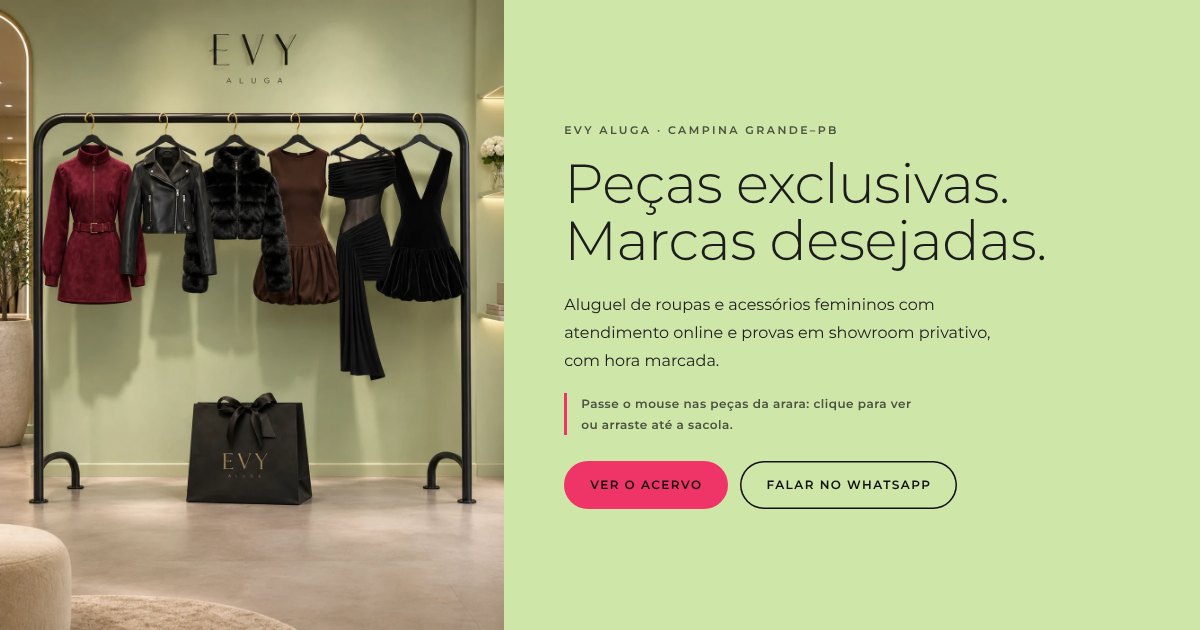 EVY
ALUGA
EVY
ALUGA
EVY ALUGA · CAMPINA GRANDE–PB
Peças exclusivas.
Marcas desejadas.
Aluguel de roupas e acessórios femininos com
atendimento online e provas em showroom privativo,
com hora marcada.
Passe o mouse nas peças da arara: clique para ver
ou arraste até a sacola.
VER O ACERVO
FALAR NO WHATSAPP